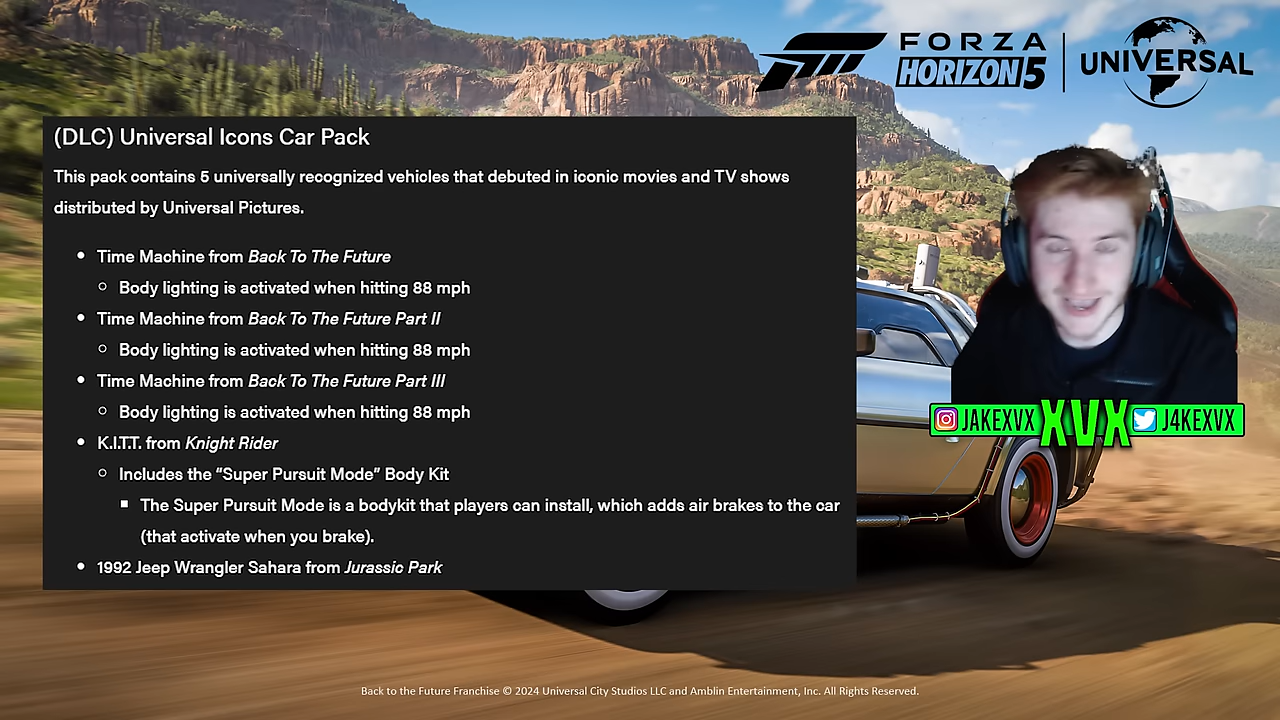 FORZA
HORIZON 5
UNIVERSAL
(DLC) Universal Icons Car Pack
This pack contains 5 universally recognized vehicles that debuted in iconic movies and TV shows
distributed by Universal Pictures.
Time Machine from Back To The Future
Body lighting is activated when hitting 88 mph
Time Machine from Back To The Future Part II
Body lighting is activated when hitting 88 mph
Time Machine from Back To The Future Part III
Body lighting is activated when hitting 88 mph
K.I.T.T. from Knight Rider
Includes the “Super Pursuit Mode” Body Kit
The Super Pursuit Mode is a bodykit that players can install, which adds air brakes to the car
(that activate when you brake).
1992 Jeep Wrangler Sahara from Jurassic Park
JAKEXVX XVX J4KEXVX
Back to the Future Franchise © 2024 Universal City Studios LLC and Amblin Entertainment, Inc. All Rights Reserved.